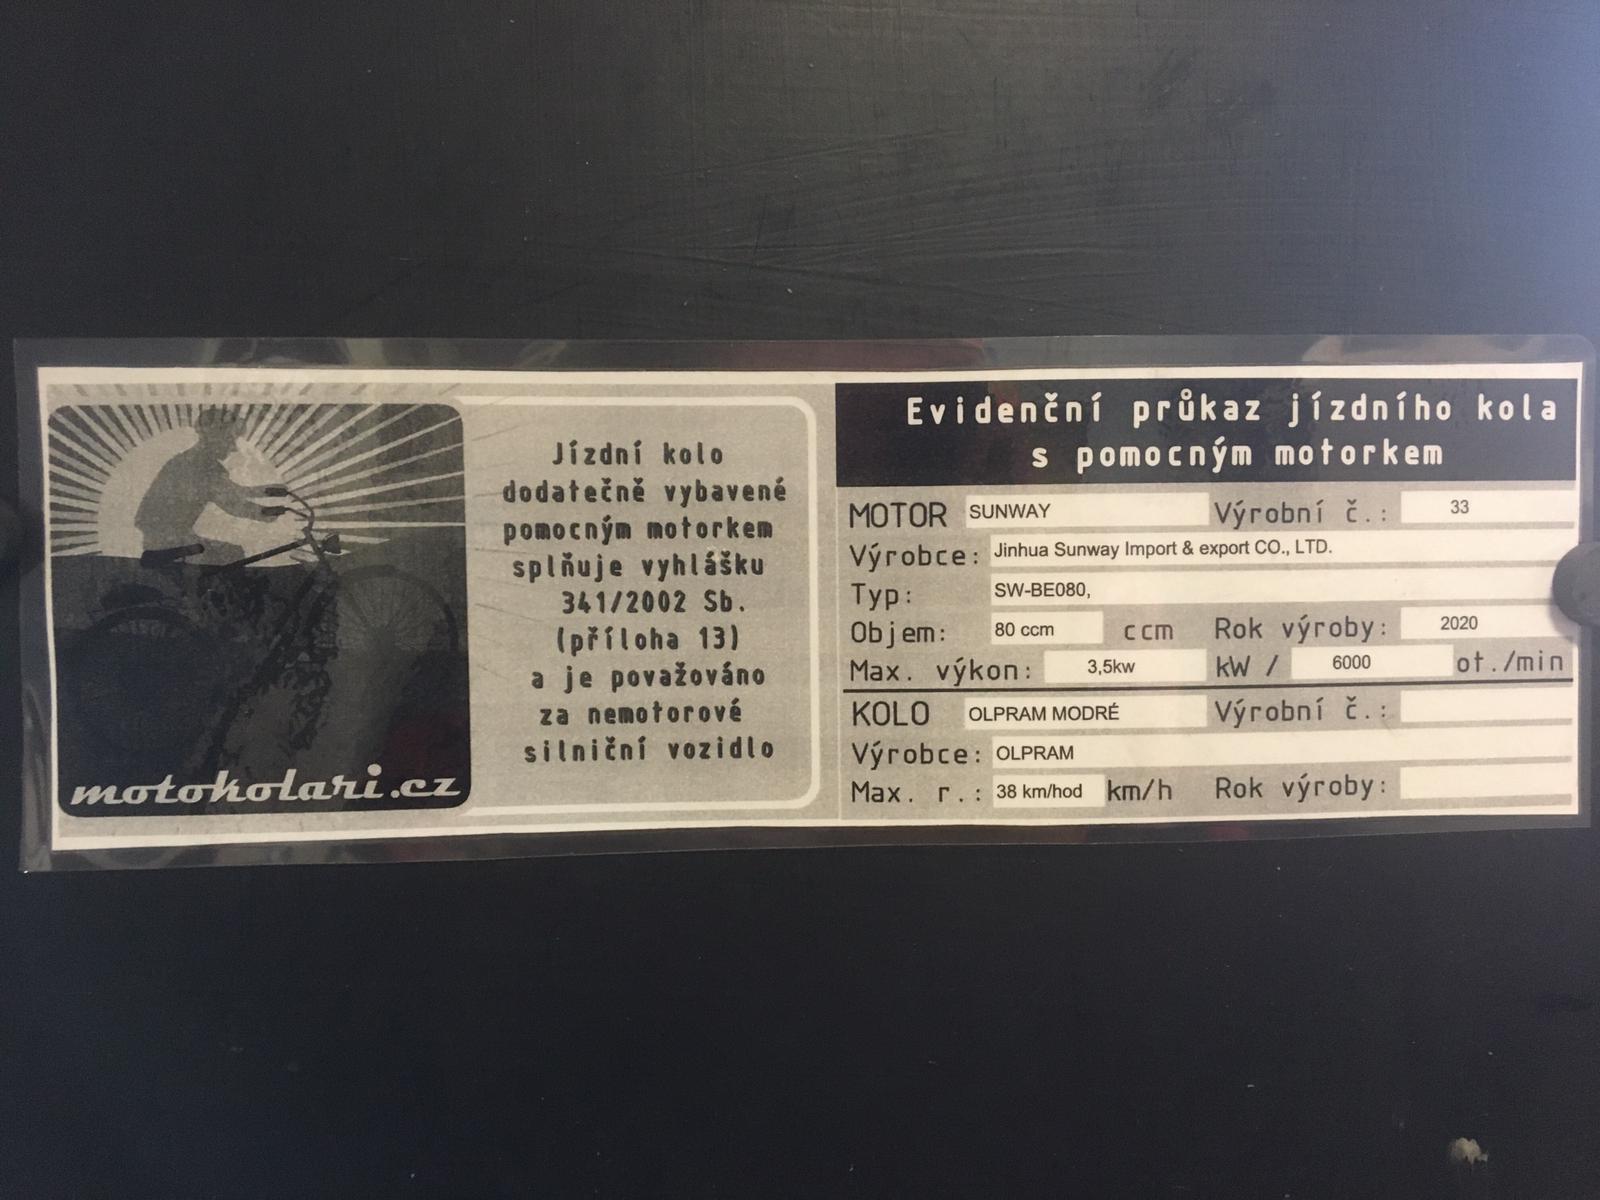 motokolari.cz
Jízdní kolo
dodatečně vybavené
pomocným motorkem
splňuje vyhlášku
341/2002 Sb.
(příloha 13)
a je považováno
za nemotorové
silniční vozidlo
Evidenční průkaz jízdního kola
s pomocným motorkem
MOTOR SUNWAY Výrobní č.: 33
Výrobce: Jinhua Sunway Import & export CO., LTD.
Typ: SW-BE080,
Objem: 80 ccm ccm Rok výroby: 2020
Max. výkon: 3,5kw kW / 6000 ot./min
KOLO OLPRAM MODRÉ Výrobní č.:
Výrobce: OLPRAM
Max. r.: 38 km/hod km/h Rok výroby: